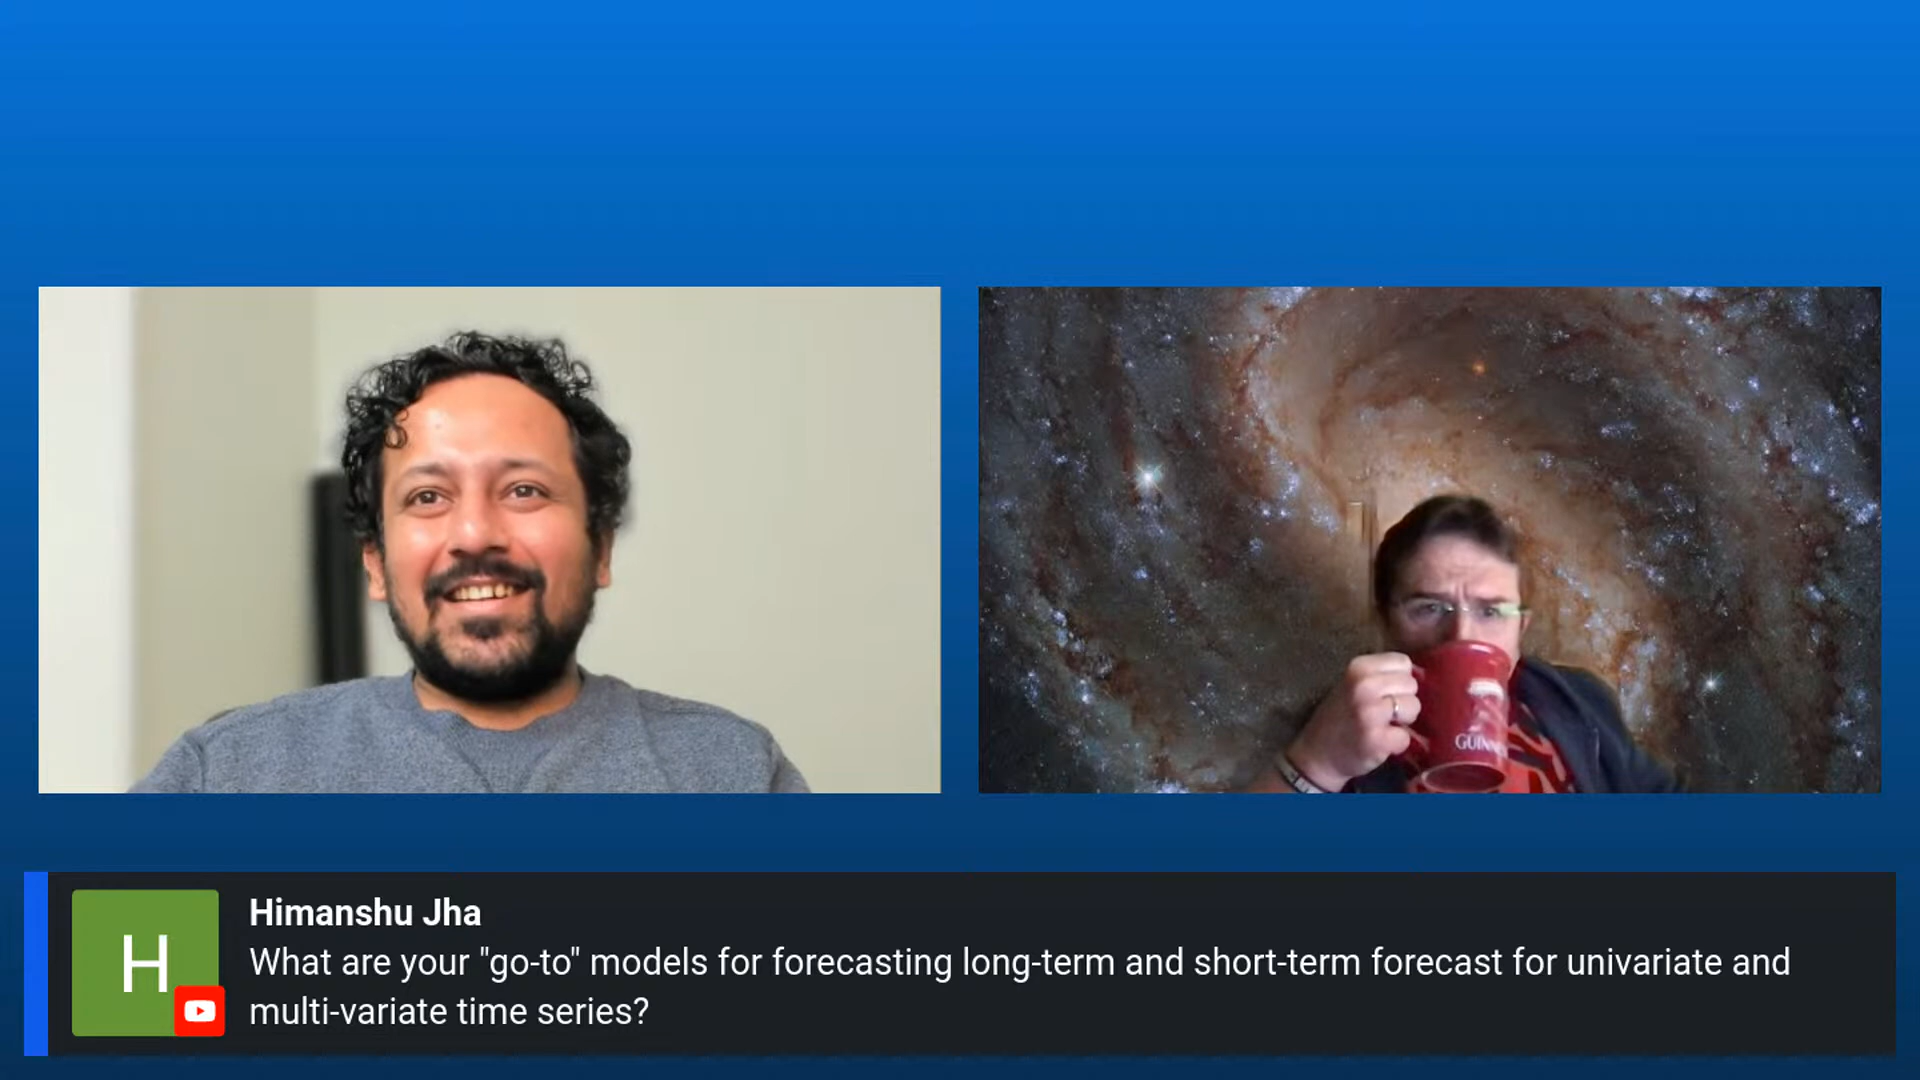 GUINN
H
Himanshu Jha
What are your "go-to" models for forecasting long-term and short-term forecast for univariate and
multi-variate time series?